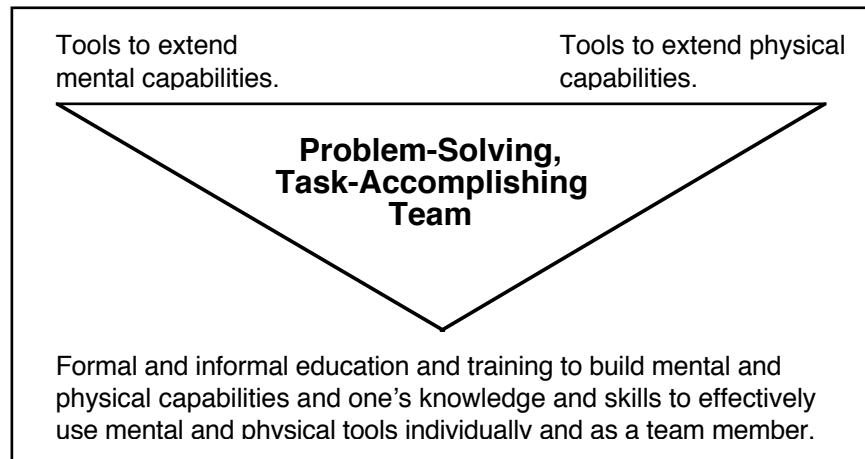 Tools to extend
mental capabilities.
Tools to extend physical
capabilities.
Problem-Solving,
Task-Accomplishing
Team
Formal and informal education and training to build mental and
physical capabilities and one’s knowledge and skills to effectively
use mental and physical tools individually and as a team member.